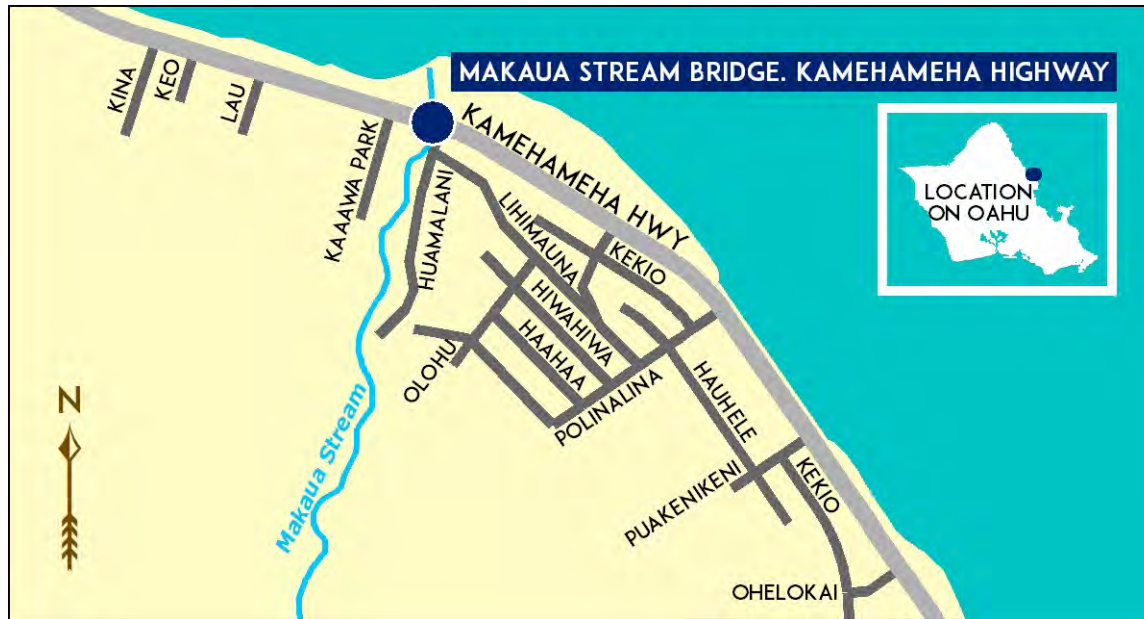 MAKAUA STREAM BRIDGE. KAMEHAMEHA HIGHWAY
KINA
KEO
LAU
KAAAWA PARK
KAMEHAMEHA HWY
LOCATION
ON OAHU
HUAMALANI
LIHIMAUNA
KEKIO
HIWAHIWA
HAAHAA
OLOHU
POLINALINA
HAUHELE
N
Makaua Stream
PUAKENIKENI
KEKIO
OHELOKAI